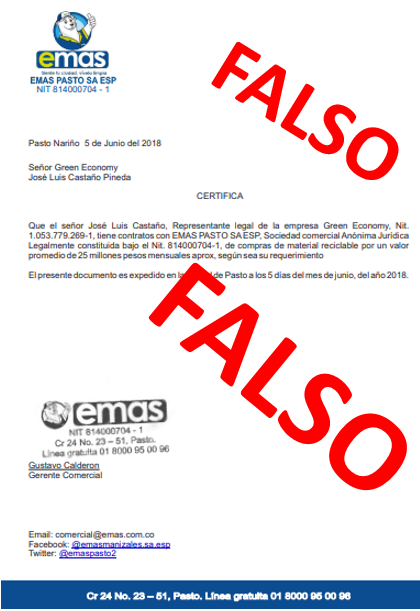 emas
Siente tu ciudad, vívela limpia
EMAS PASTO SA ESP
NIT 814000704 - 1
FALSO
Pasto Nariño 5 de Junio del 2018
Señor Green Economy
José Luis Castaño Pineda
CERTIFICA
Que el señor José Luis Castaño, Representante legal de la empresa Green Economy, Nit.
1.053.779.269-1, tiene contratos con EMAS PASTO SA ESP, Sociedad comercial Anónima Jurídica
Legalmente constituida bajo el Nit. 814000704-1, de compras de material reciclable por un valor
promedio de 25 millones pesos mensuales aprox, según sea su requerimiento
El presente documento es expedido en la de Pasto a los 5 días del mes de junio, del año 2018.
FALSO
emas
NIT 814000704 - 1
Cr 24 No. 23 – 51, Pasto.
Línea gratuita 01 8000 95 00 96
Gustavo Calderon
Gerente Comercial
Email: comercial@emas.com.co
Facebook: @emasmanizales.sa.esp
Twitter: @emaspasto2
Cr 24 No. 23 – 51, Pasto. Línea gratuita 01 8000 95 00 96